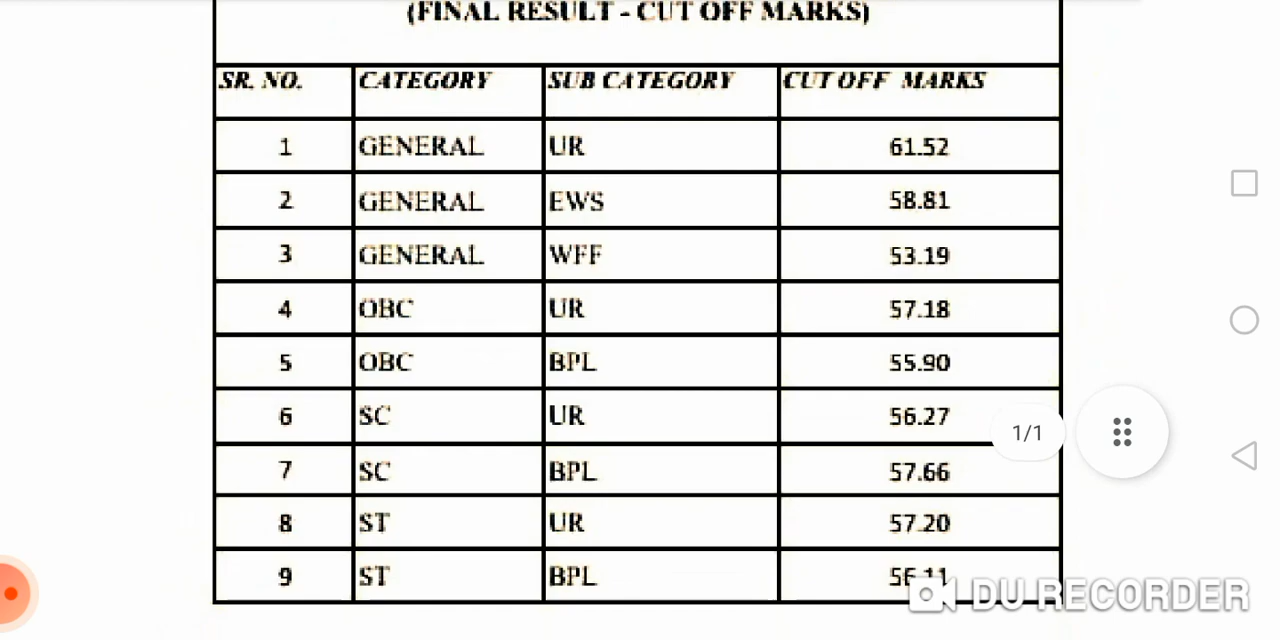 (FINAL RESULT - CUT OFF MARKS)
SR. NO. CATEGORY SUB CATEGORY CUT OFF MARKS
1 GENERAL UR 61.52
2 GENERAL EWS 58.81
3 GENERAL WFF 53.19
4 OBC UR 57.18
5 OBC BPL 55.90
6 SC UR 56.27
1/1
7 SC BPL 57.66
8 ST UR 57.20
9 ST BPL
DU RECORDER